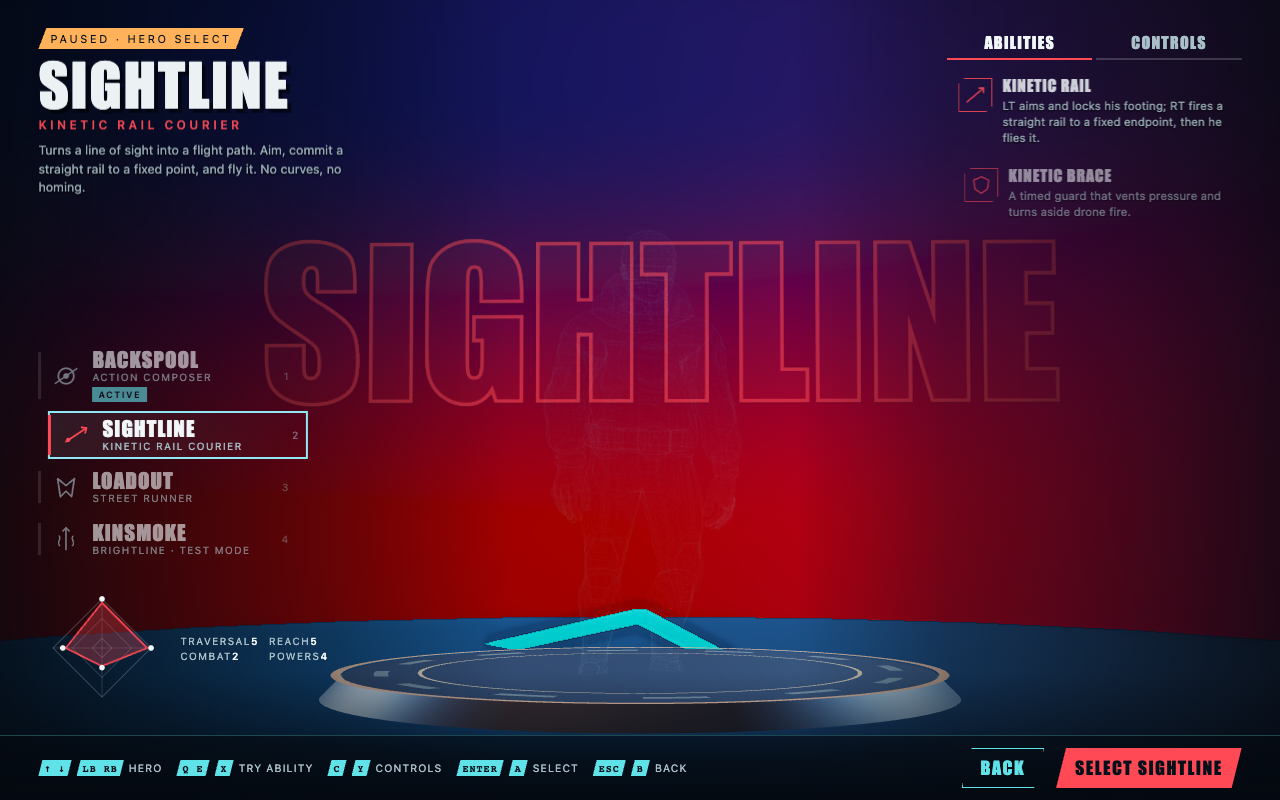 PAUSED · HERO SELECT
SIGHTLINE
KINETIC RAIL COURIER
Turns a line of sight into a flight path. Aim, commit a
straight rail to a fixed point, and fly it. No curves, no
homing.
ABILITIES
CONTROLS
KINETIC RAIL
LT aims and locks his footing; RT fires a
straight rail to a fixed endpoint, then he
flies it.
KINETIC BRACE
A timed guard that vents pressure and
turns aside drone fire.
SIGHTLINE
BACKSPOOL
ACTION COMPOSER
1
ACTIVE
SIGHTLINE
KINETIC RAIL COURIER
2
LOADOUT
STREET RUNNER
3
KINSMOKE
BRIGHTLINE · TEST MODE
4
TRAVERSAL5 REACH5
COMBAT2 POWERS4
↑ ↓ LB RB HERO Q E X TRY ABILITY C Y CONTROLS ENTER A SELECT ESC B BACK
BACK
SELECT SIGHTLINE